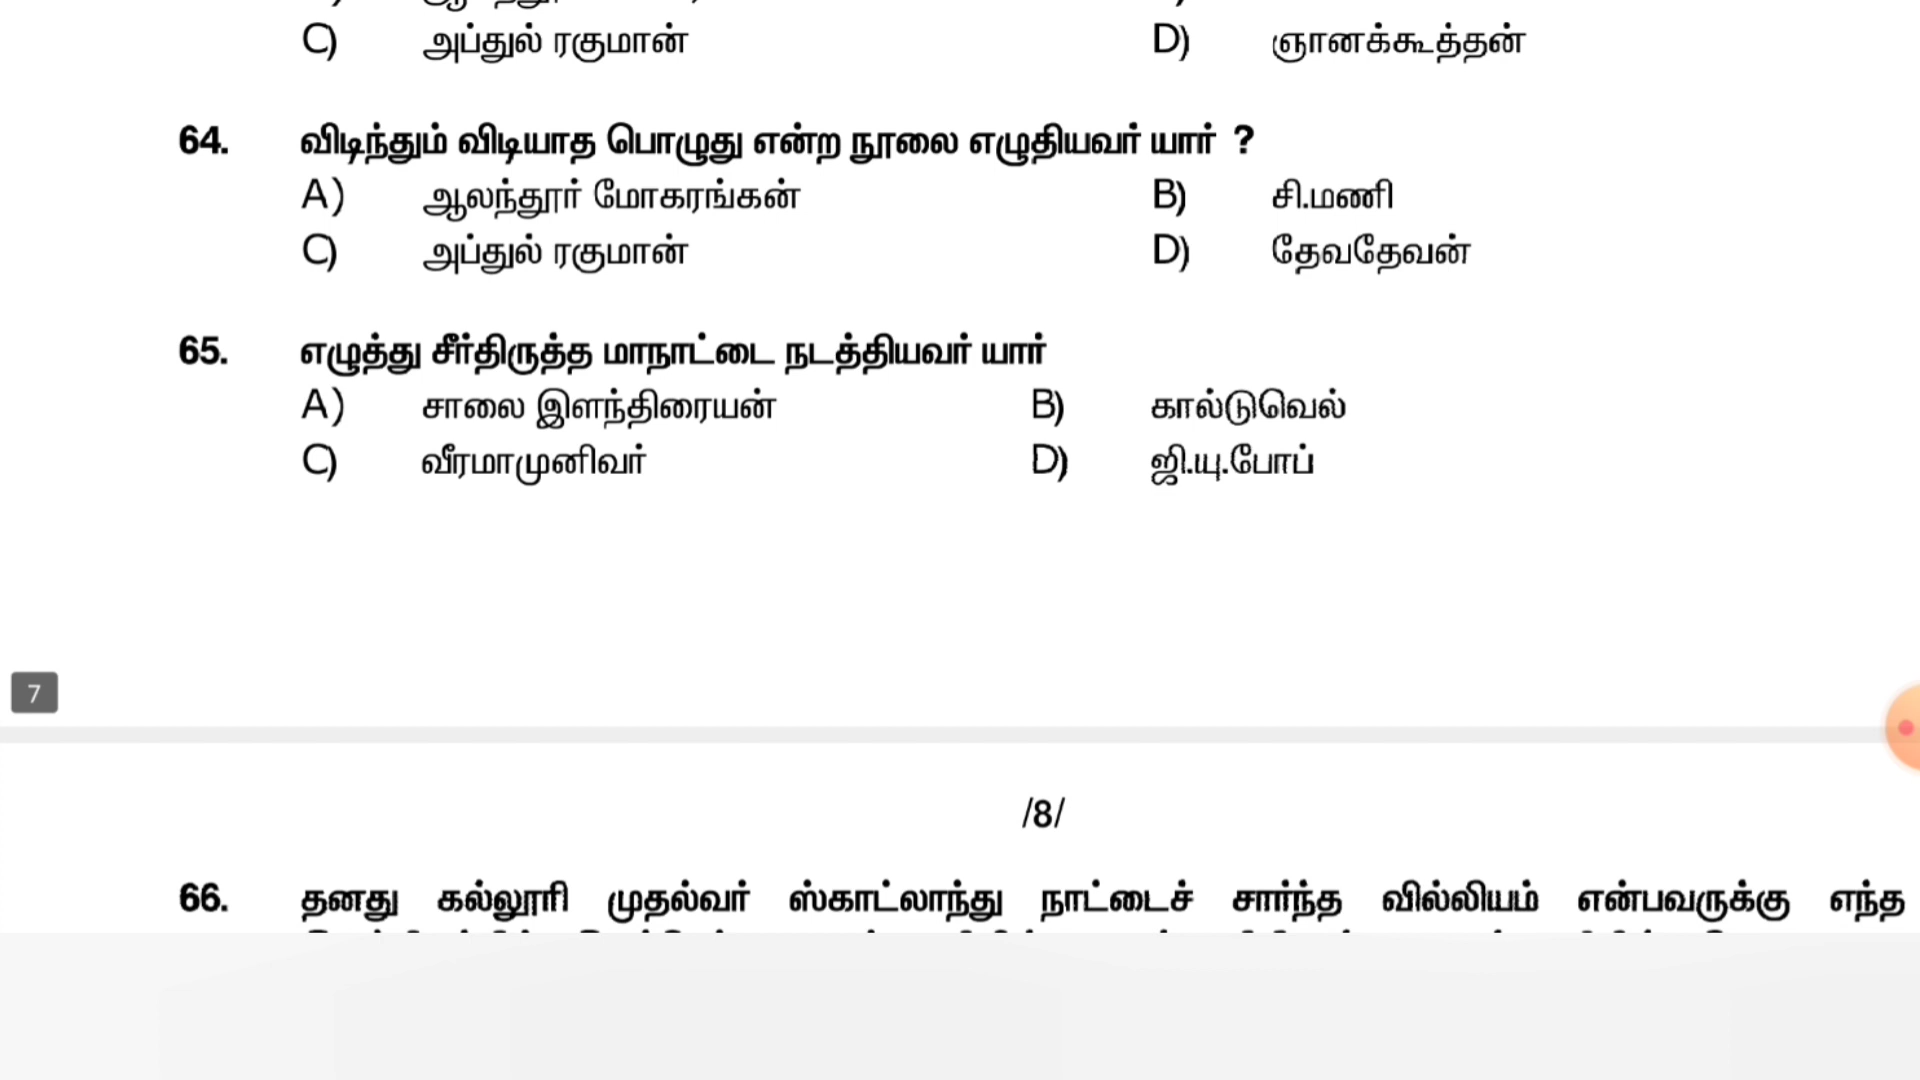 C) அப்துல் ரகுமான் D) ஞானக்கூத்தன்
64. விடிந்தும் விடியாத பொழுது என்ற நூலை எழுதியவர் யார் ?
A) ஆலந்தூர் மோகரங்கன் B) சி.மணி
C) அப்துல் ரகுமான் D) தேவதேவன்
65. எழுத்து சீர்திருத்த மாநாட்டை நடத்தியவர் யார்
A) சாலை இளந்திரையன் B) கால்டுவெல்
C) வீரமாமுனிவர் D) ஜி.யு.போப்
7
/8/
66. தனது கல்லூரி முதல்வர் ஸ்காட்லாந்து நாட்டைச் சார்ந்த வில்லியம் என்பவருக்கு எந்த